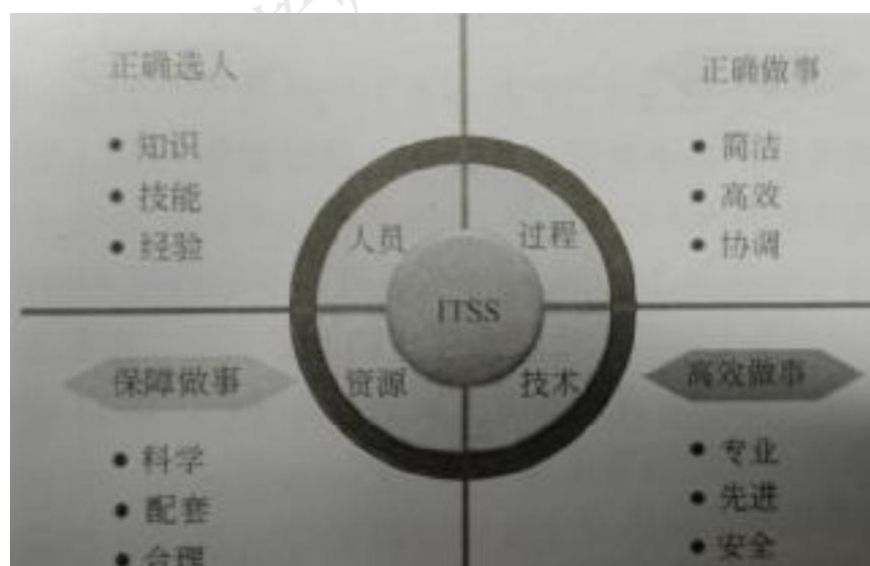 正确选人
• 知识
• 技能
• 经验
正确做事
• 简洁
• 高效
• 协调
人员
过程
ITSS
资源
技术
保障做事
• 科学
• 配套
• 合理
高效做事
• 专业
• 先进
• 安全